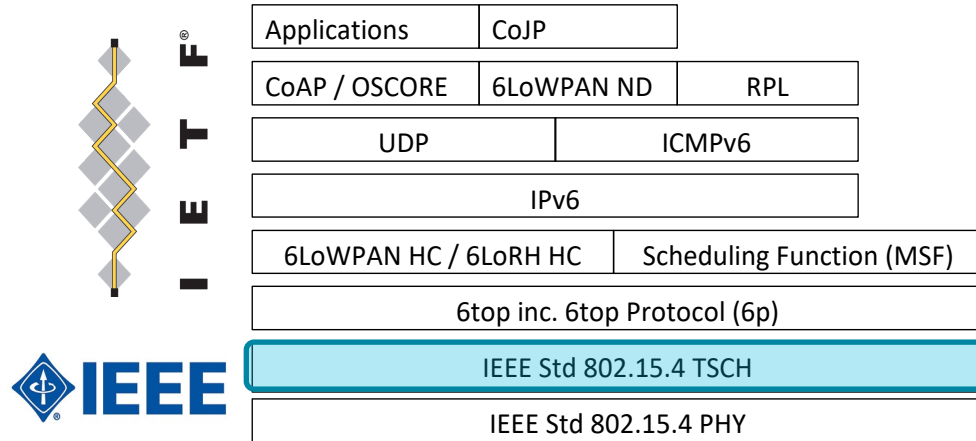 Applications CoJP
CoAP / OSCORE 6LoWPAN ND RPL
UDP ICMPv6
IPv6
6LoWPAN HC / 6LoRH HC Scheduling Function (MSF)
6top inc. 6top Protocol (6p)
IEEE Std 802.15.4 TSCH
IEEE Std 802.15.4 PHY
I E T F®
IEEE®